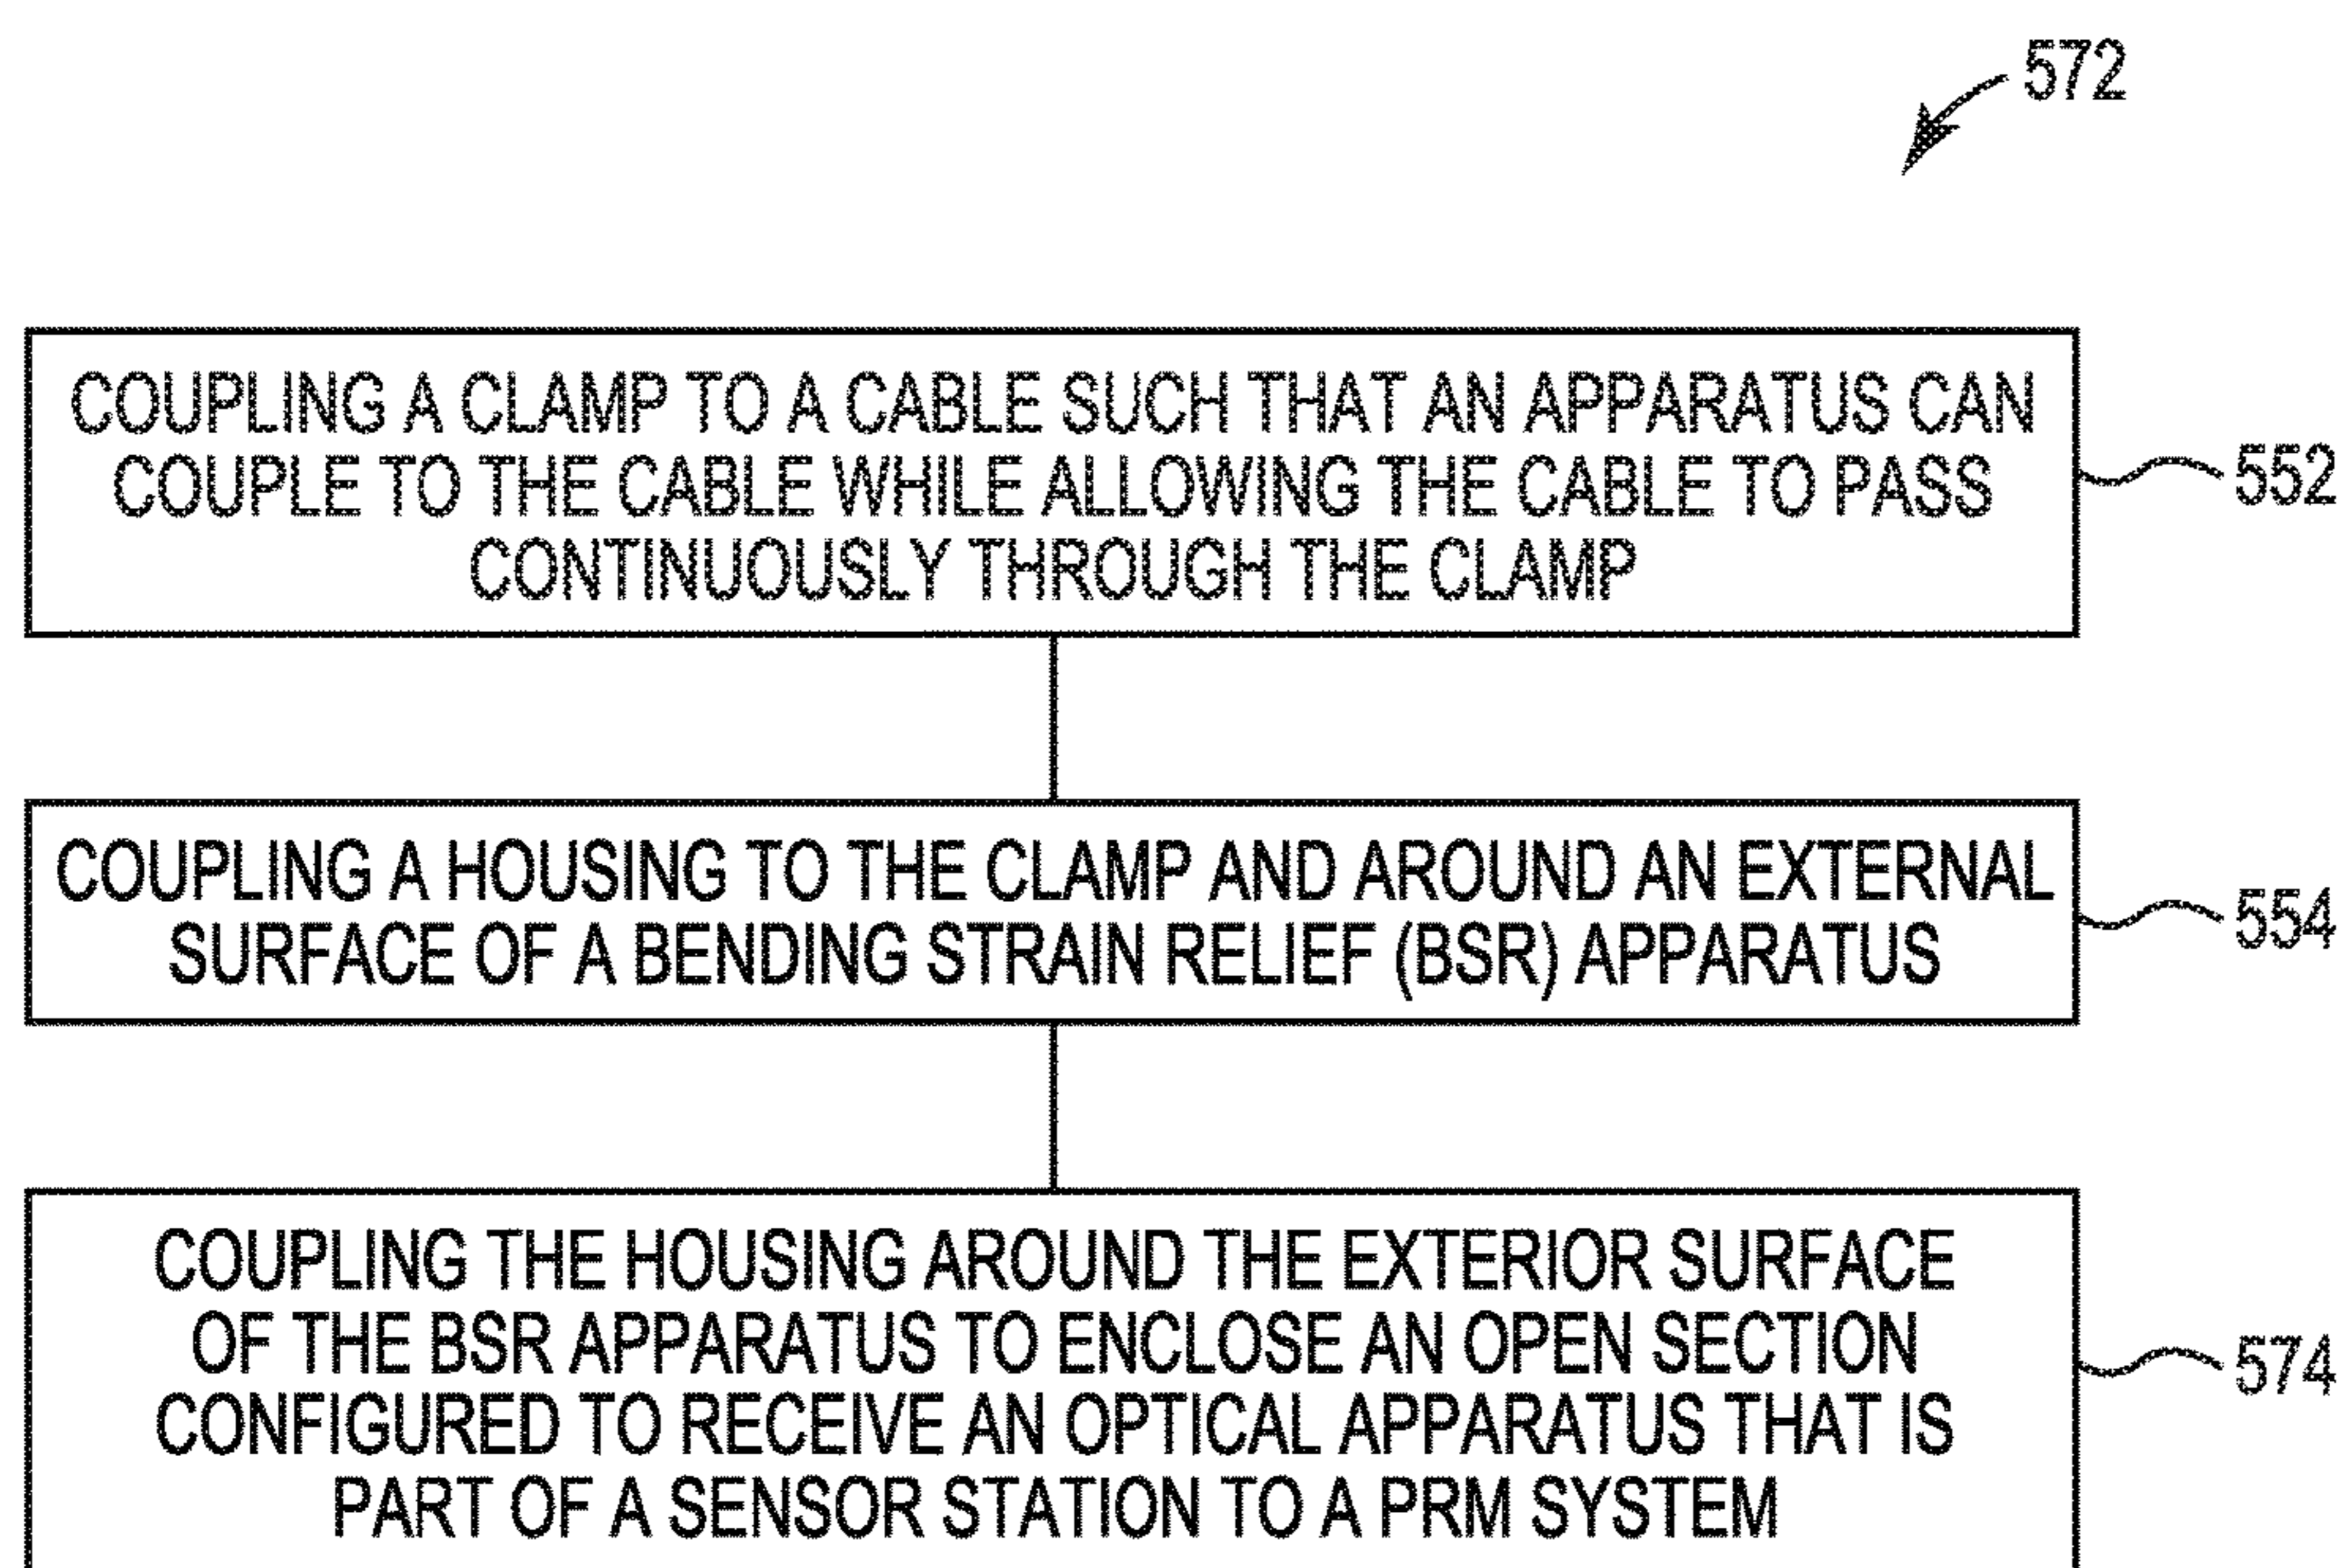 572
COUPLING A CLAMP TO A CABLE SUCH THAT AN APPARATUS CAN
COUPLE TO THE CABLE WHILE ALLOWING THE CABLE TO PASS
CONTINUOUSLY THROUGH THE CLAMP
552
COUPLING A HOUSING TO THE CLAMP AND AROUND AN EXTERNAL
SURFACE OF A BENDING STRAIN RELIEF (BSR) APPARATUS
554
COUPLING THE HOUSING AROUND THE EXTERIOR SURFACE
OF THE BSR APPARATUS TO ENCLOSE AN OPEN SECTION
CONFIGURED TO RECEIVE AN OPTICAL APPARATUS THAT IS
PART OF A SENSOR STATION TO A PRM SYSTEM
574